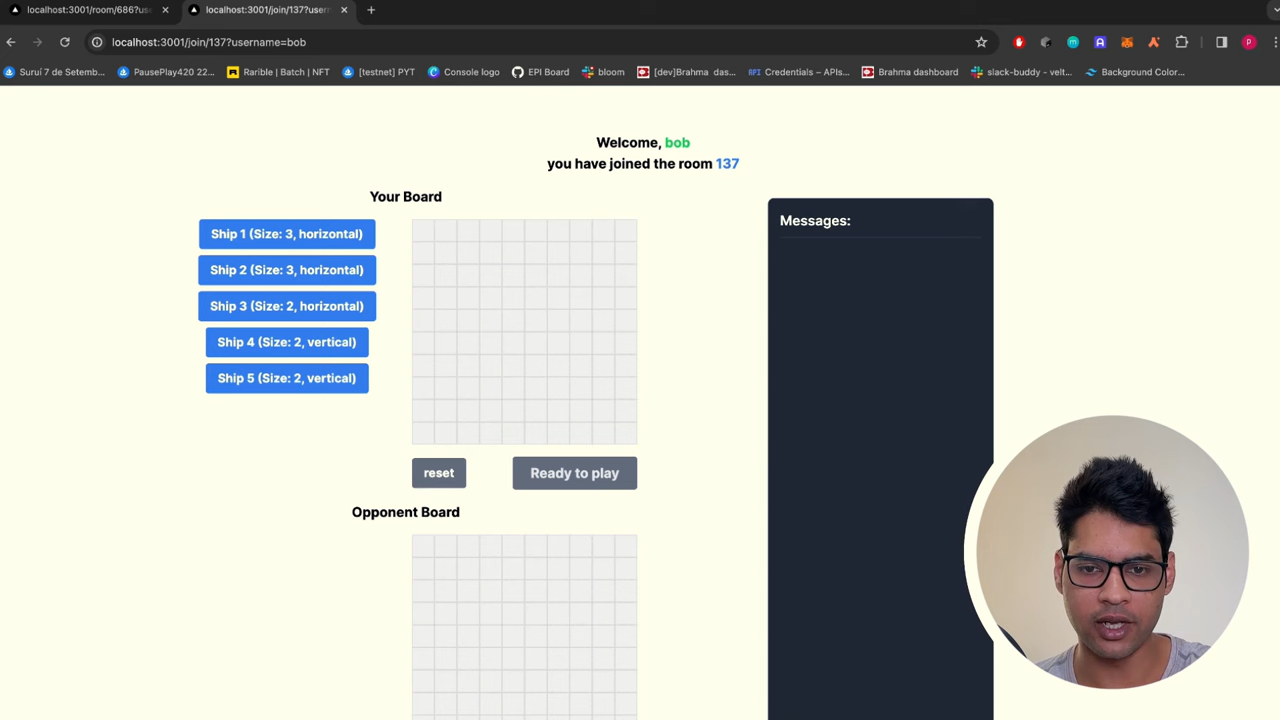 localhost:3001/room/686?us
localhost:3001/join/137?usern
localhost:3001/join/137?username=bob
Suruí 7 de Setemb...
PausePlay420 22...
Rarible | Batch | NFT
[testnet] PYT
Console logo
EPI Board
bloom
[dev]Brahma das...
Credentials – APIs...
Brahma dashboard
slack-buddy - velt...
Background Color...
Welcome, bob
you have joined the room 137
Your Board
Ship 1 (Size: 3, horizontal)
Ship 2 (Size: 3, horizontal)
Ship 3 (Size: 2, horizontal)
Ship 4 (Size: 2, vertical)
Ship 5 (Size: 2, vertical)
reset
Ready to play
Opponent Board
Messages: